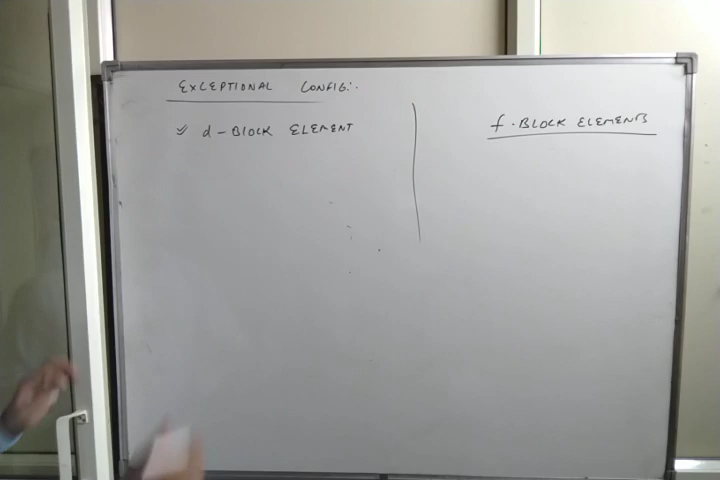 EXCEPTIONAL CONFIG:.
d - BLOCK ELEMENT
f - BLOCK ELEMENTS